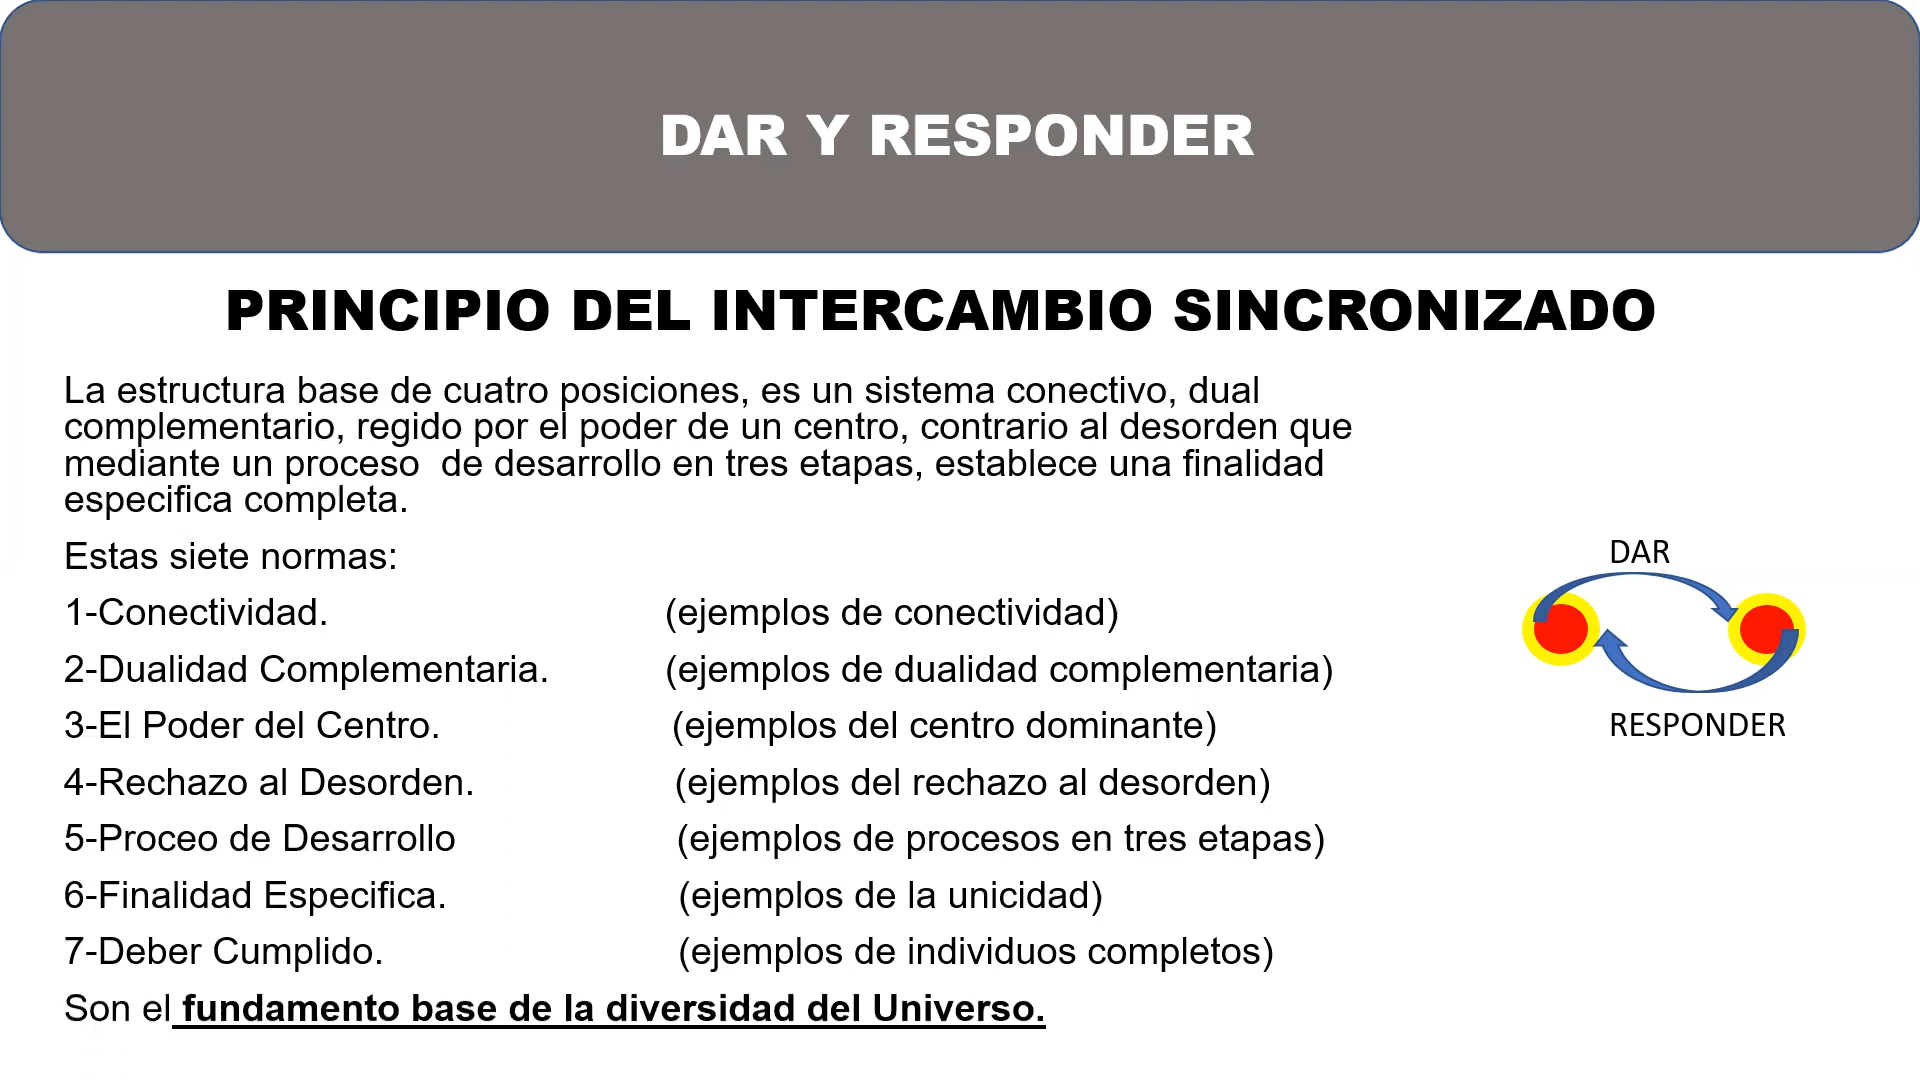 DAR Y RESPONDER
PRINCIPIO DEL INTERCAMBIO SINCRONIZADO
La estructura base de cuatro posiciones, es un sistema conectivo, dual
complementario, regido por el poder de un centro, contrario al desorden que
mediante un proceso  de desarrollo en tres etapas, establece una finalidad
especifica completa.
Estas siete normas:
1-Conectividad. (ejemplos de conectividad)
2-Dualidad Complementaria. (ejemplos de dualidad complementaria)
3-El Poder del Centro. (ejemplos del centro dominante)
4-Rechazo al Desorden. (ejemplos del rechazo al desorden)
5-Proceo de Desarrollo (ejemplos de procesos en tres etapas)
6-Finalidad Especifica. (ejemplos de la unicidad)
7-Deber Cumplido. (ejemplos de individuos completos)
Son el fundamento base de la diversidad del Universo.
DAR
RESPONDER